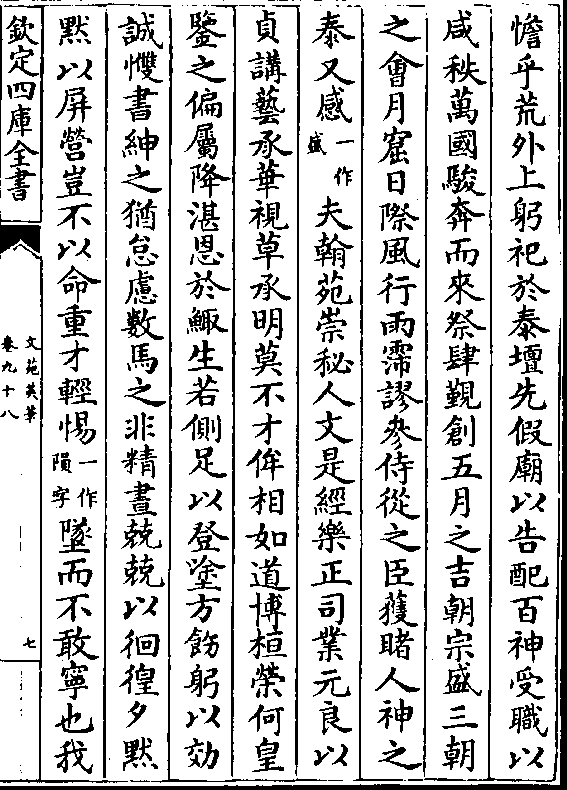 憺乎荒外上躬祀於泰壇先假廟以告配百神受職以
咸秩萬國駿奔而來祭肆覲創五月之吉朝宗盛三朝
之㑹月窟日際風行雨霈謬參侍從之臣獲睹人神之
泰又感一作盛夫翰苑崇秘人文是經樂正司業元良以
貞講藝承華視草承明莫不才侔相如道博桓榮何皇
鑒之偏屬降湛恩於鯫生若側足以登塗方飭躬以効
誠慢書紳之猶怠慮數馬之非精晝兢兢以徊徨夕黙
黙以屏營豈不以命重才輕惕一作隕字墜而不敢寧也我
欽定四庫全書
文苑英華
卷九十八
七